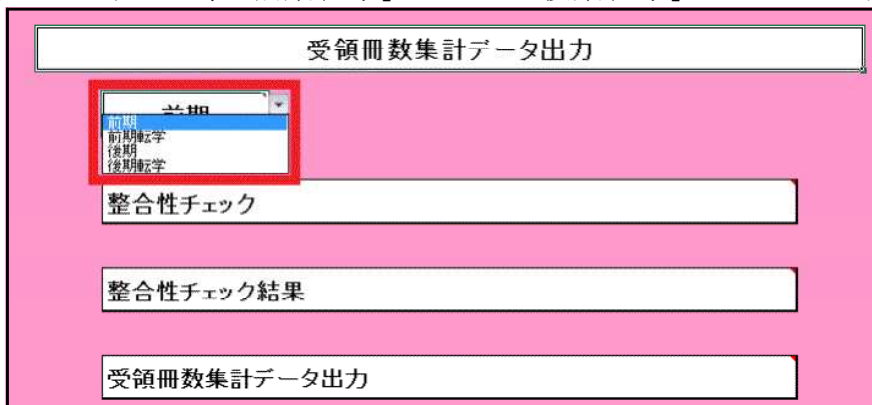 受領冊数集計データ出力
前期
前期
前期転学
後期
後期転学
整合性チェック
整合性チェック結果
受領冊数集計データ出力